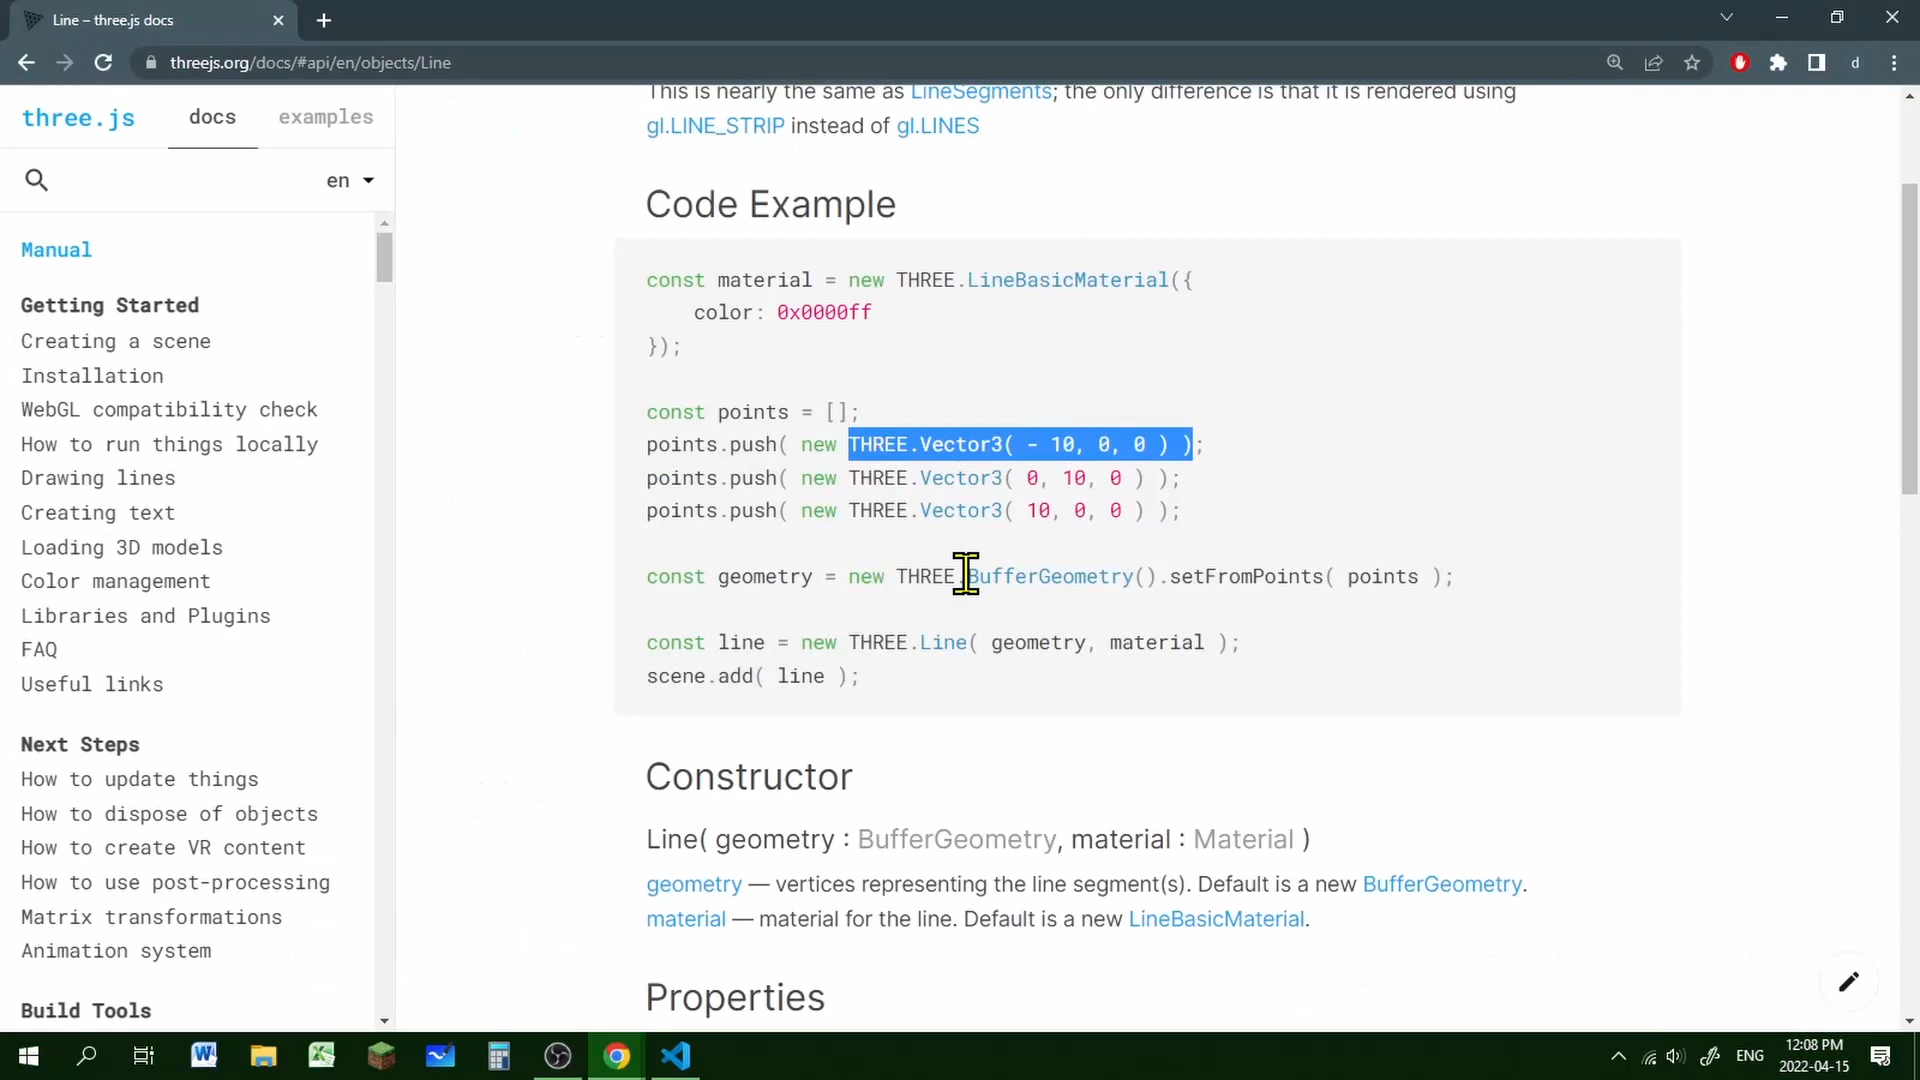 Line – three.js docs
threejs.org/docs/#api/en/objects/Line
d
three.js
docs
examples
en
Manual
Getting Started
Creating a scene
Installation
WebGL compatibility check
How to run things locally
Drawing lines
Creating text
Loading 3D models
Color management
Libraries and Plugins
FAQ
Useful links
Next Steps
How to update things
How to dispose of objects
How to create VR content
How to use post-processing
Matrix transformations
Animation system
Build Tools
This is nearly the same as LineSegments; the only difference is that it is rendered using
gl.LINE_STRIP instead of gl.LINES
Code Example
const material = new THREE.LineBasicMaterial({
color: 0x0000ff
});
const points = [];
points.push( new THREE.Vector3( - 10, 0, 0 ) );
points.push( new THREE.Vector3( 0, 10, 0 ) );
points.push( new THREE.Vector3( 10, 0, 0 ) );
const geometry = new THREE.BufferGeometry().setFromPoints( points );
const line = new THREE.Line( geometry, material );
scene.add( line );
Constructor
Line( geometry : BufferGeometry, material : Material )
geometry — vertices representing the line segment(s). Default is a new BufferGeometry.
material — material for the line. Default is a new LineBasicMaterial.
Properties
ENG
12:08 PM
2022-04-15